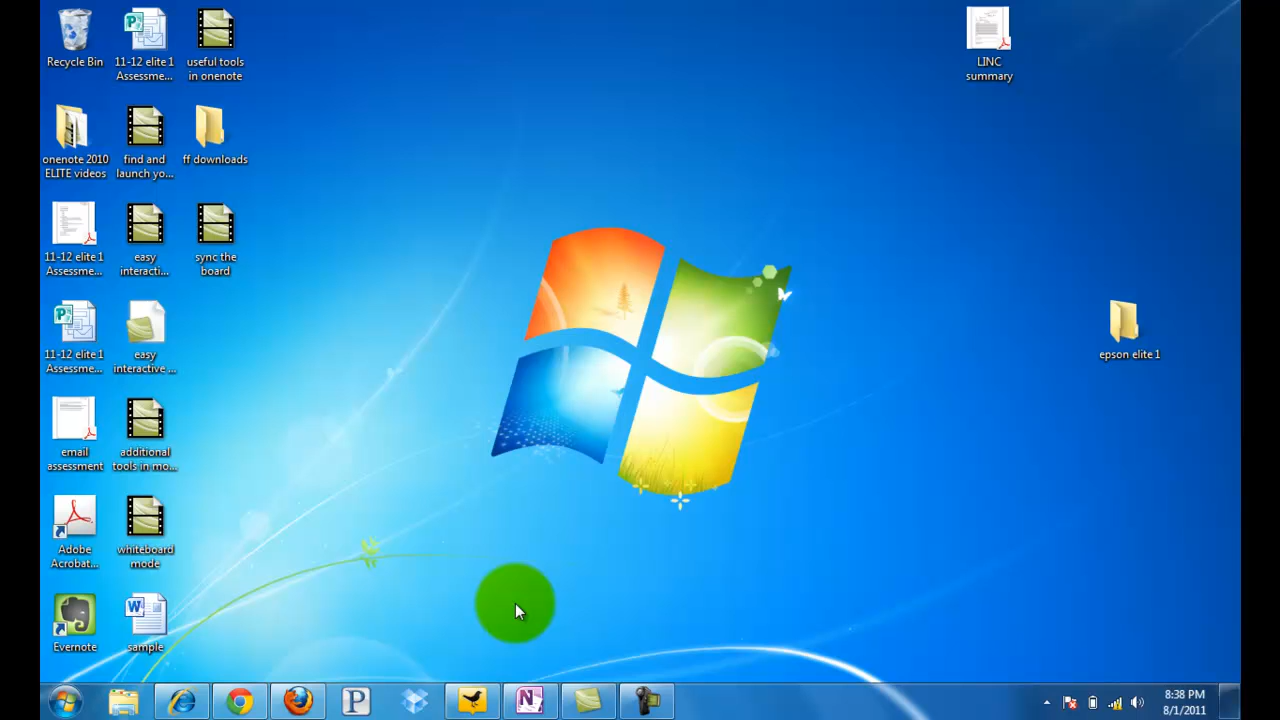 Recycle Bin
11-12 elite 1
Assessme...
useful tools
in onenote
LINC
summary
onenote 2010
ELITE videos
find and
launch yo...
ff downloads
11-12 elite 1
Assessme...
easy
interacti...
sync the
board
11-12 elite 1
Assessme...
easy
interactive ...
epson elite 1
email
assessment
additional
tools in mo...
Adobe
Acrobat...
whiteboard
mode
Evernote
sample
8:38 PM
8/1/2011